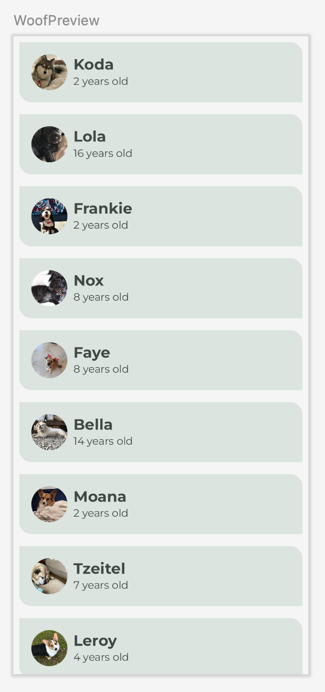 WoofPreview
Koda
2 years old
Lola
16 years old
Frankie
2 years old
Nox
8 years old
Faye
8 years old
Bella
14 years old
Moana
2 years old
Tzeitel
7 years old
Leroy
4 years old